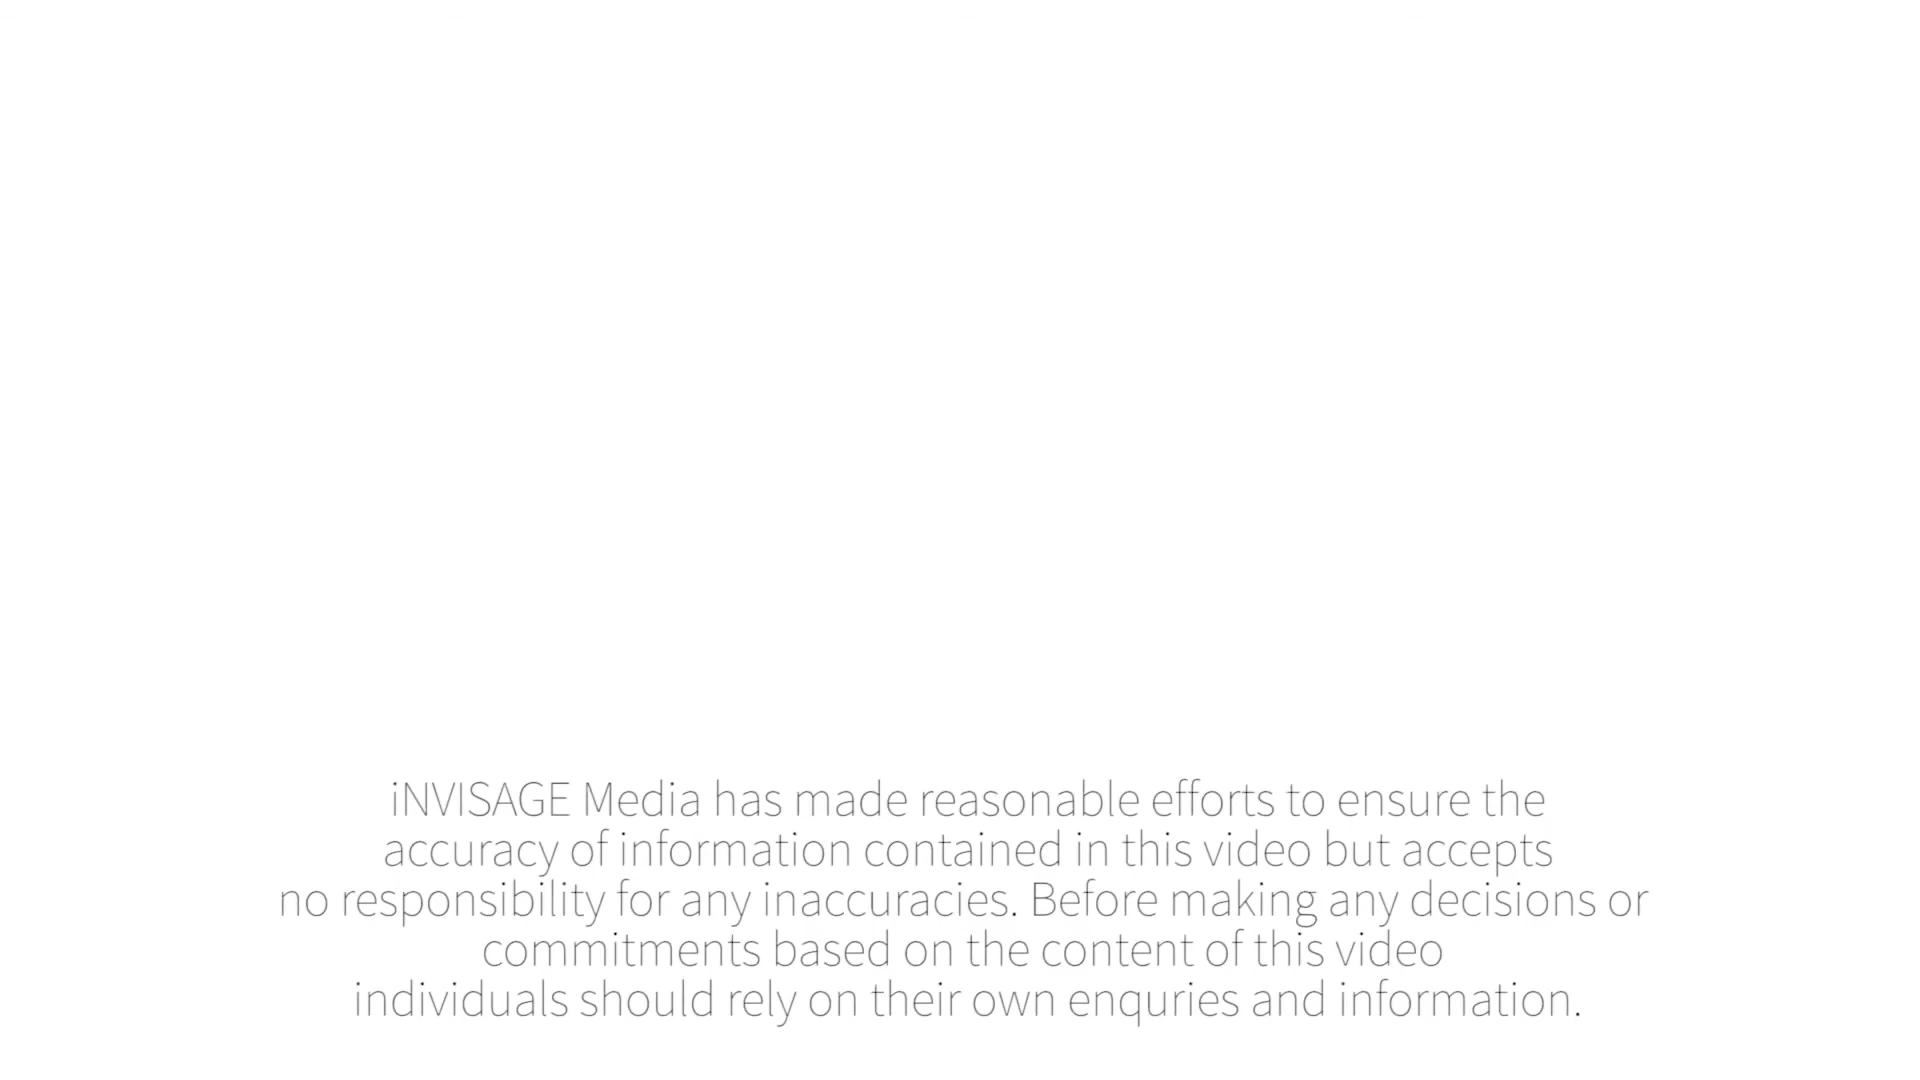 iNVISAGE Media has made reasonable efforts to ensure the
accuracy of information contained in this video but accepts
no responsibility for any inaccuracies. Before making any decisions or
commitments based on the content of this video
individuals should rely on their own enquries and information.